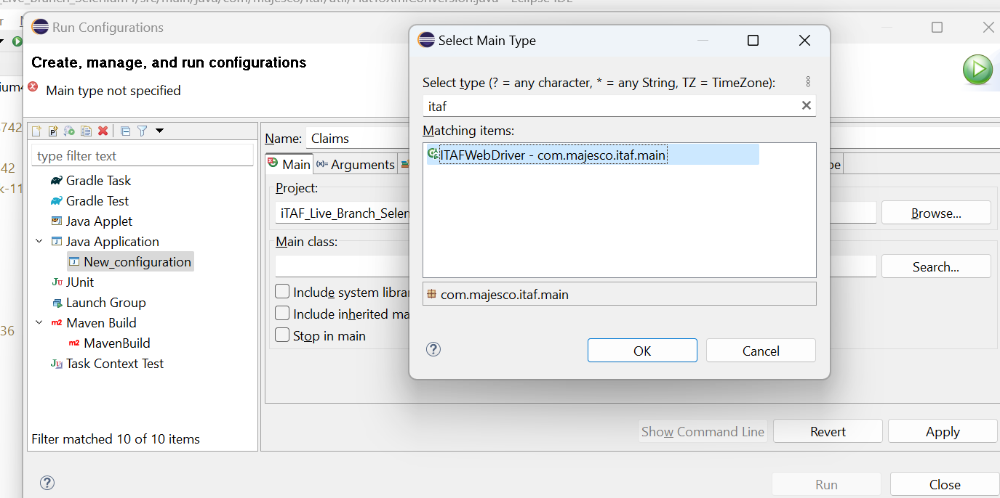 _Live_Branch_Selenium4/src/main/java/com/majesco/itaf/util/FlatToXmlConversion.java - Eclipse IDE
Run Configurations
Create, manage, and run configurations
Main type not specified
ium4
742
42
k-11
36
type filter text
Gradle Task
Gradle Test
Java Applet
Java Application
New_configuration
JUnit
Launch Group
Maven Build
MavenBuild
Task Context Test
Filter matched 10 of 10 items
Name: Claims
Main
Arguments
pe
Project:
iTAF_Live_Branch_Selen
Browse...
Main class:
Search...
Include system librar
Include inherited ma
Stop in main
Show Command Line
Revert
Apply
Run
Close
Select Main Type
Select type (? = any character, * = any String, TZ = TimeZone):
itaf
Matching items:
ITAFWebDriver - com.majesco.itaf.main
com.majesco.itaf.main
OK
Cancel